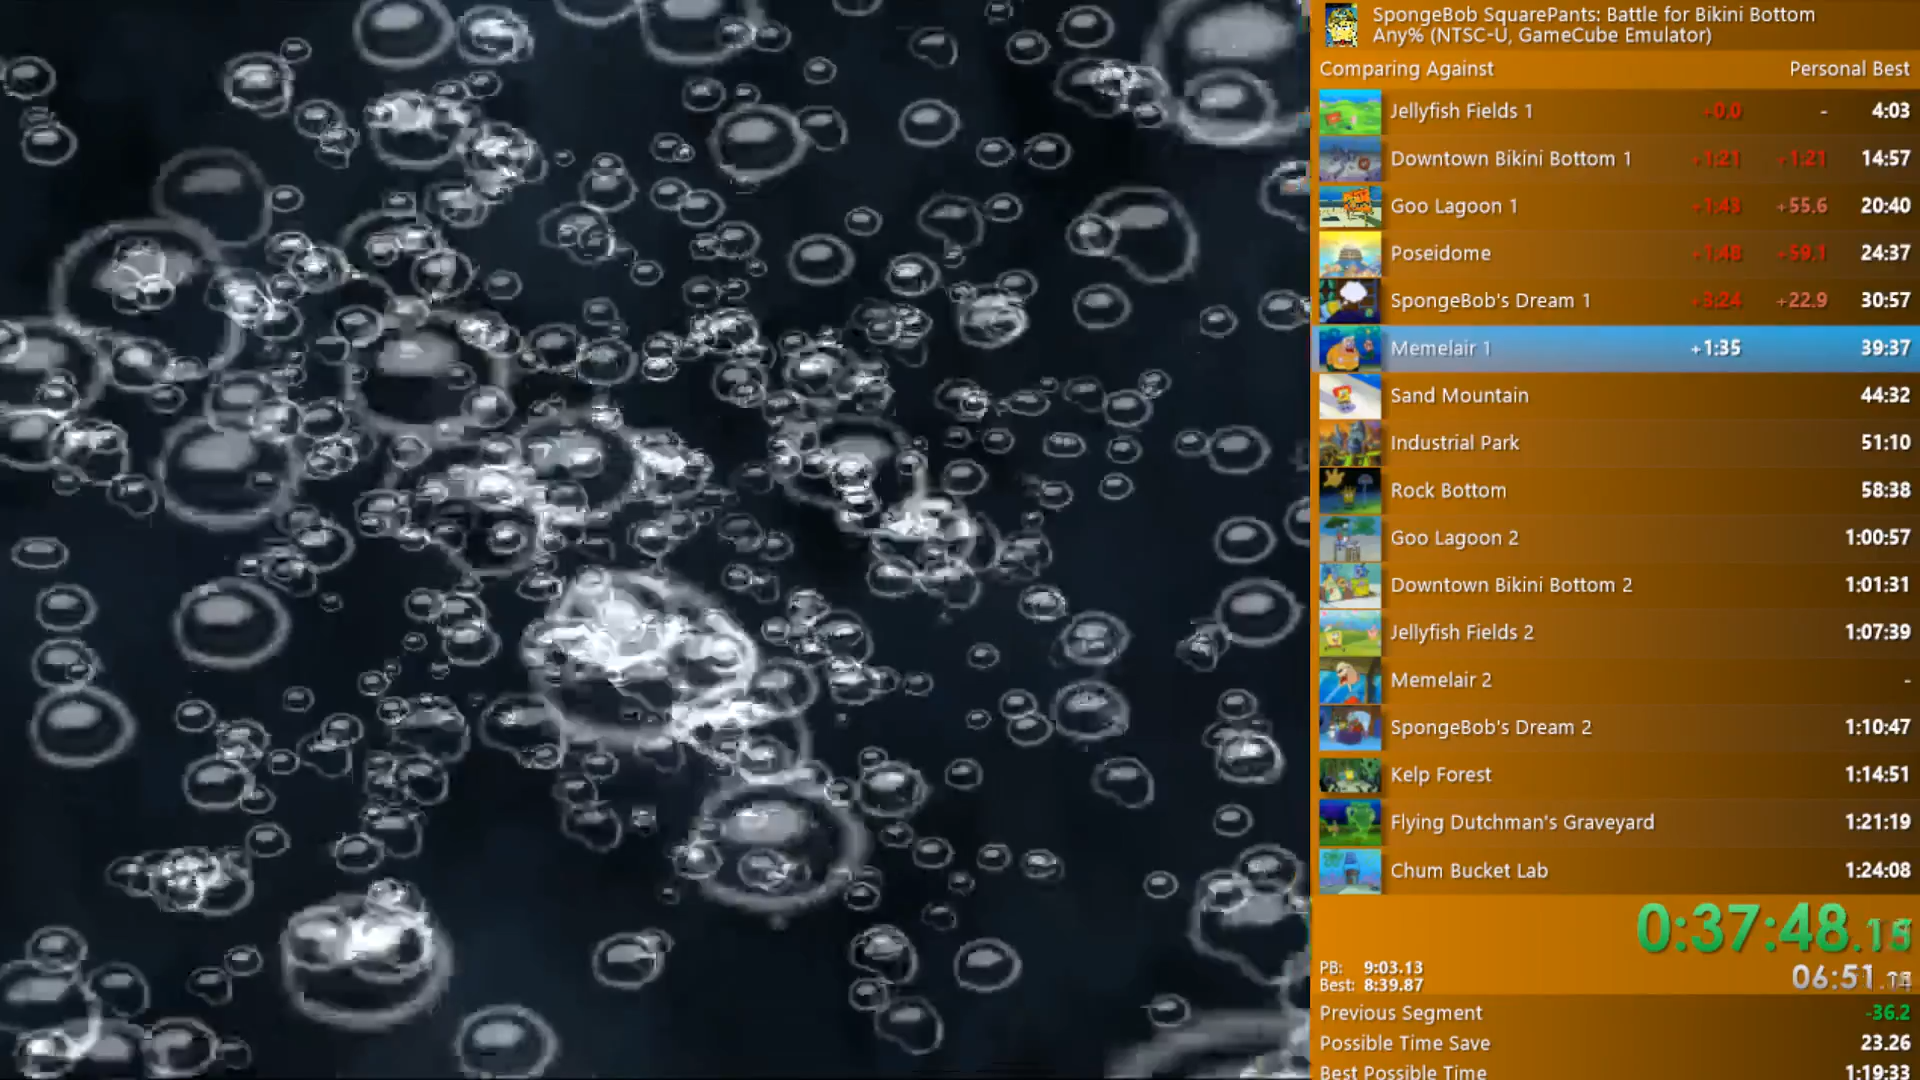 SpongeBob SquarePants: Battle for Bikini Bottom
Any% (NTSC-U, GameCube Emulator)
Comparing Against Personal Best
Jellyfish Fields 1 +0.0 - 4:03
Downtown Bikini Bottom 1 +1:21 +1:21 14:57
Goo Lagoon 1 +1:43 +55.6 20:40
Poseidome +1:48 +59.1 24:37
SpongeBob's Dream 1 +3:24 +22.9 30:57
Memelair 1 +1:35 39:37
Sand Mountain 44:32
Industrial Park 51:10
Rock Bottom 58:38
Goo Lagoon 2 1:00:57
Downtown Bikini Bottom 2 1:01:31
Jellyfish Fields 2 1:07:39
Memelair 2 -
SpongeBob's Dream 2 1:10:47
Kelp Forest 1:14:51
Flying Dutchman's Graveyard 1:21:19
Chum Bucket Lab 1:24:08
0:37:48
PB: 9:03.13
Best: 8:39.87
06:51
Previous Segment -36.2
Possible Time Save 23.26
Best Possible Time 1:19:33